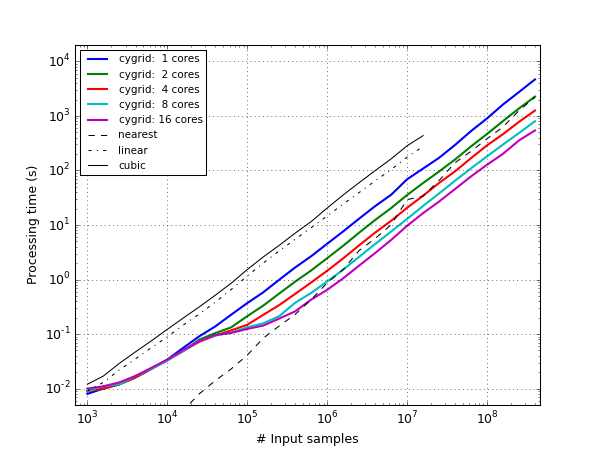 cygrid:  1 cores
cygrid:  2 cores
cygrid:  4 cores
cygrid:  8 cores
cygrid: 16 cores
nearest
linear
cubic
Processing time (s)
10^4
10^3
10^2
10^1
10^0
10^-1
10^-2
10^3 10^4 10^5 10^6 10^7 10^8
# Input samples